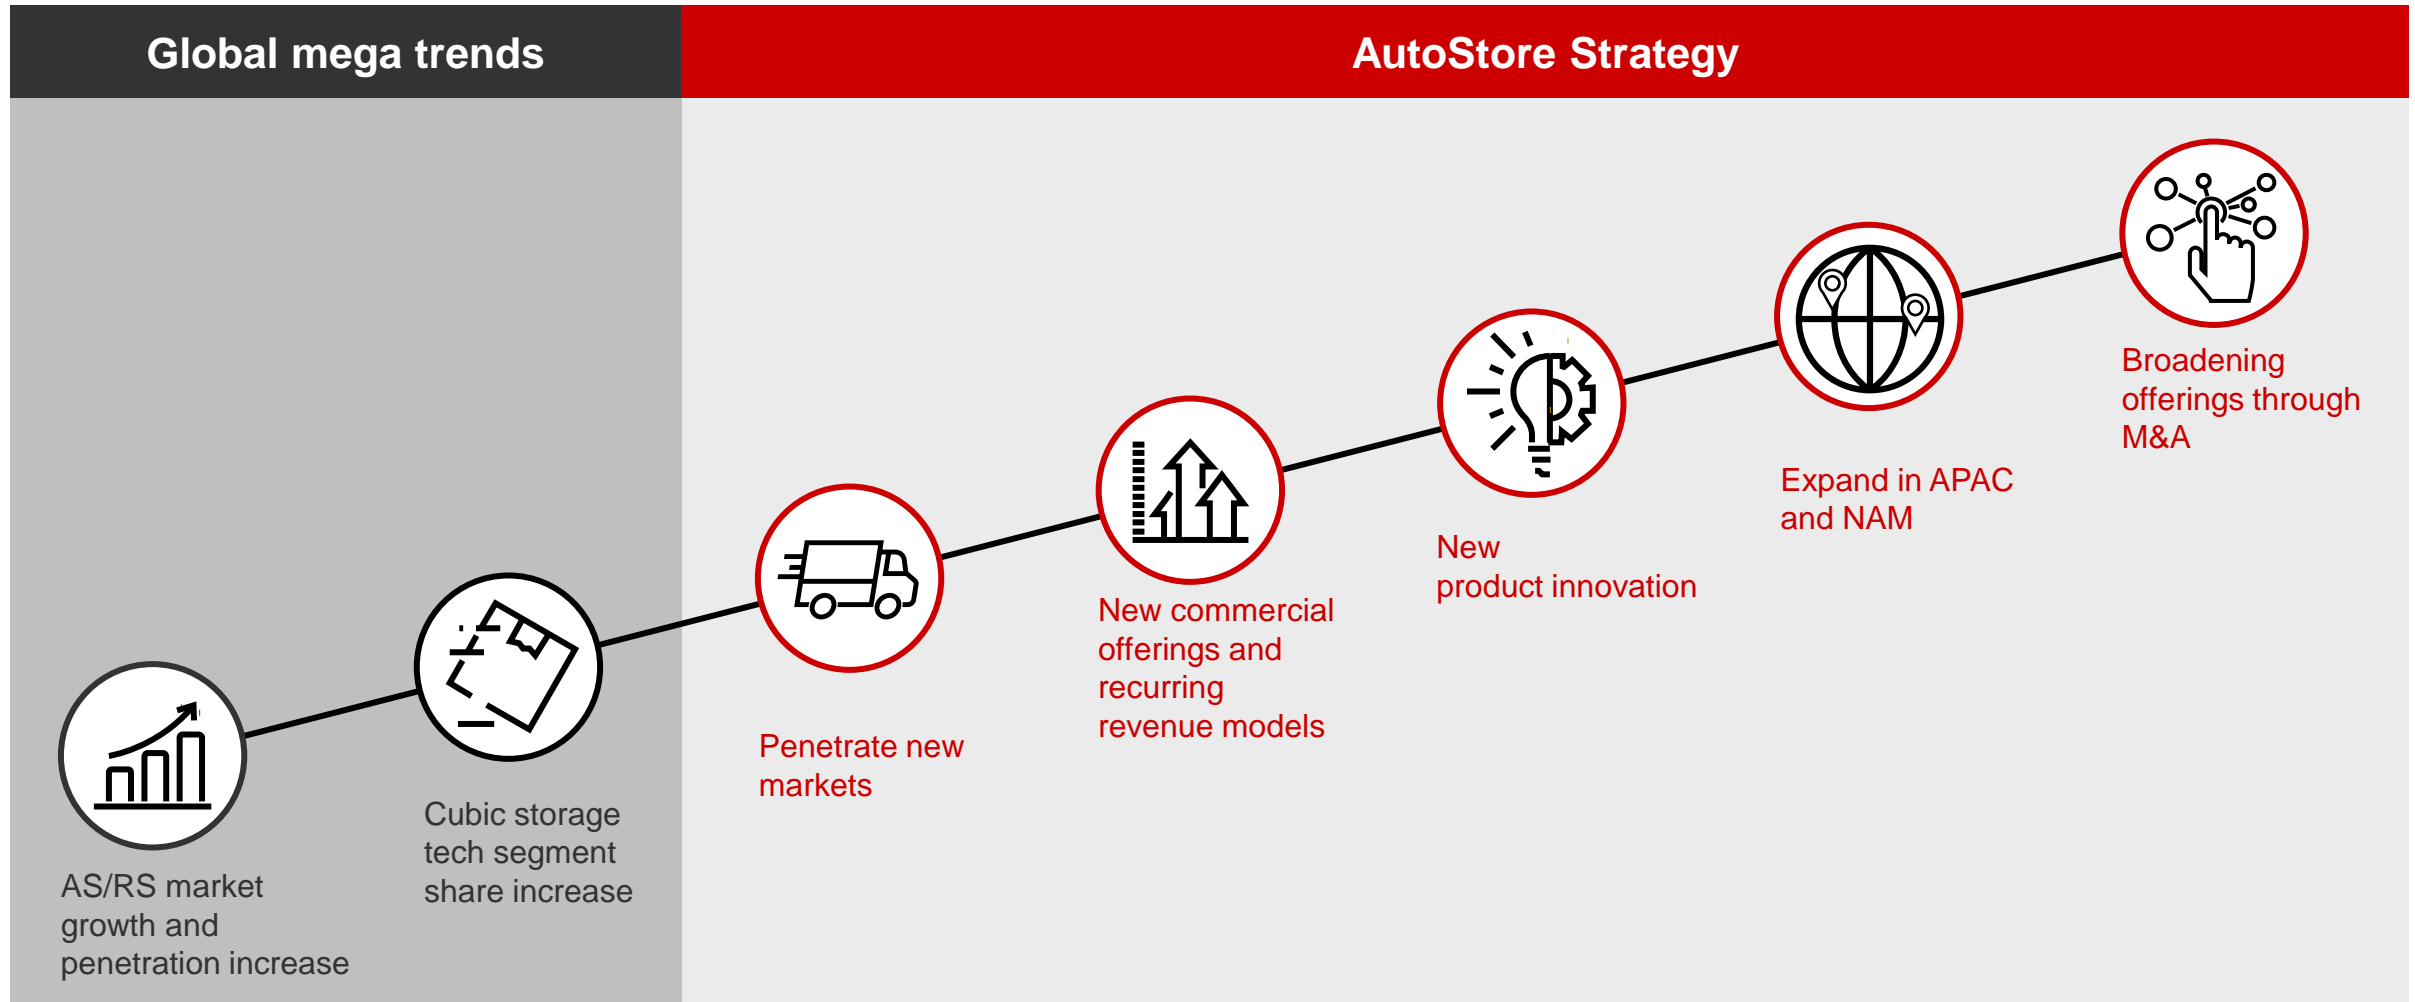 Global mega trends
AutoStore Strategy
AS/RS market
growth and
penetration increase
Cubic storage
tech segment
share increase
Penetrate new
markets
New commercial
offerings and
recurring
revenue models
New
product innovation
Expand in APAC
and NAM
Broadening
offerings through
M&A